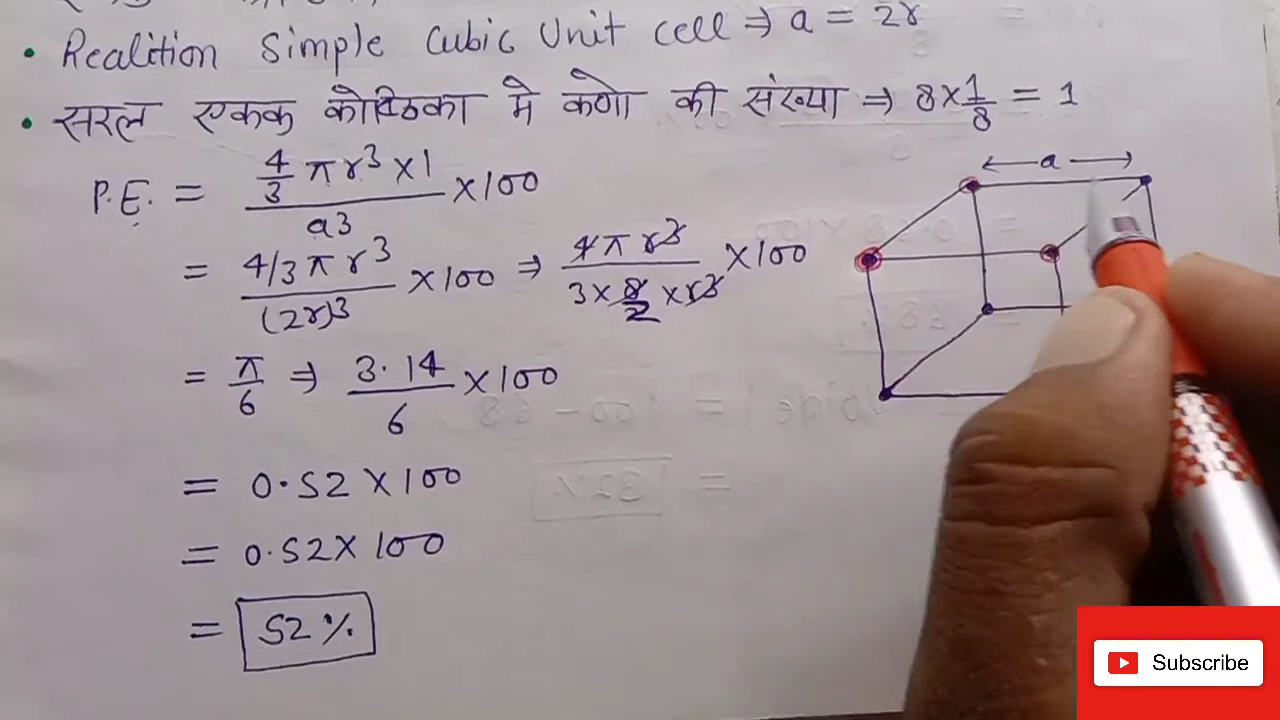 • Realition Simple Cubic Unit cell ⇒ a = 2r
• सरल एकक कोष्ठिका मे कणो की संख्या ⇒ 8 × 1/8 = 1
← a →
P.E. = (4/3 π r³ × 1) / a³ × 100
= (4/3 π r³) / (2r)³ × 100 ⇒ (4 π r³) / (3 × 8 × r³) × 100
2
= π/6 ⇒ 3.14/6 × 100
= 0.52 × 100
= 0.52 × 100
= 52 %
Subscribe